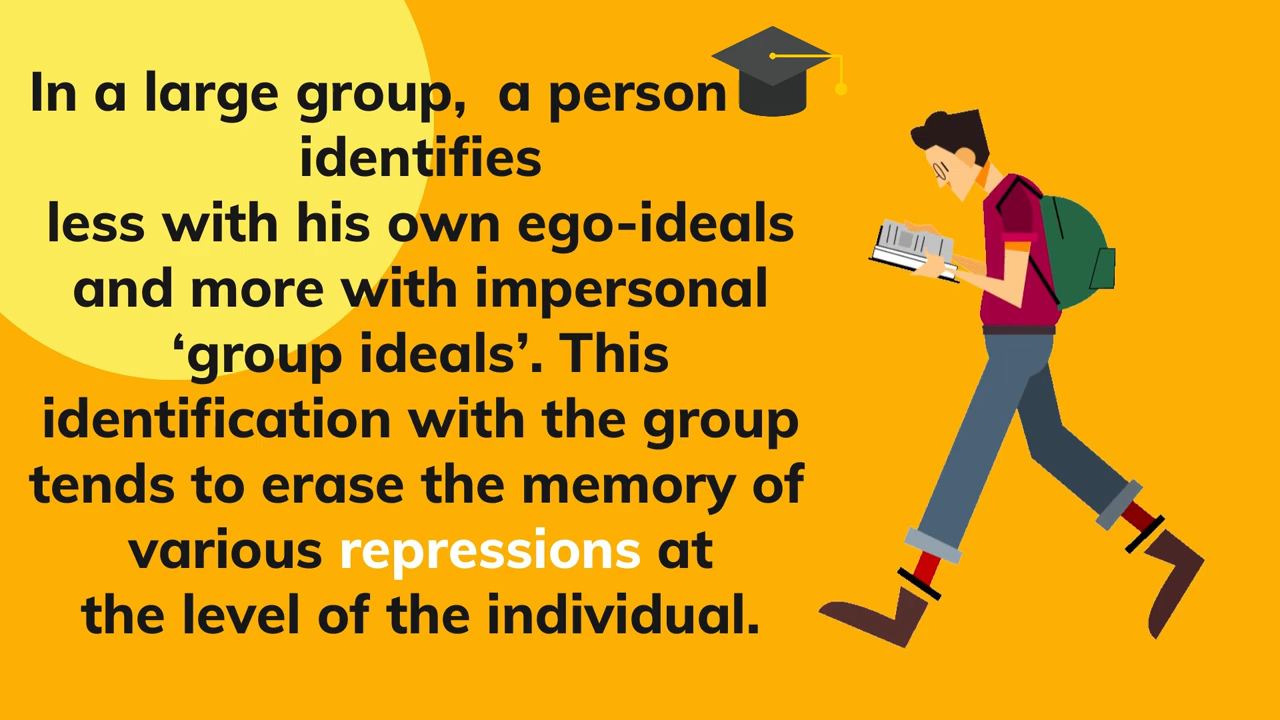 In a large group,  a person
identifies
less with his own ego-ideals
and more with impersonal
‘group ideals’. This
identification with the group
tends to erase the memory of
various repressions at
the level of the individual.